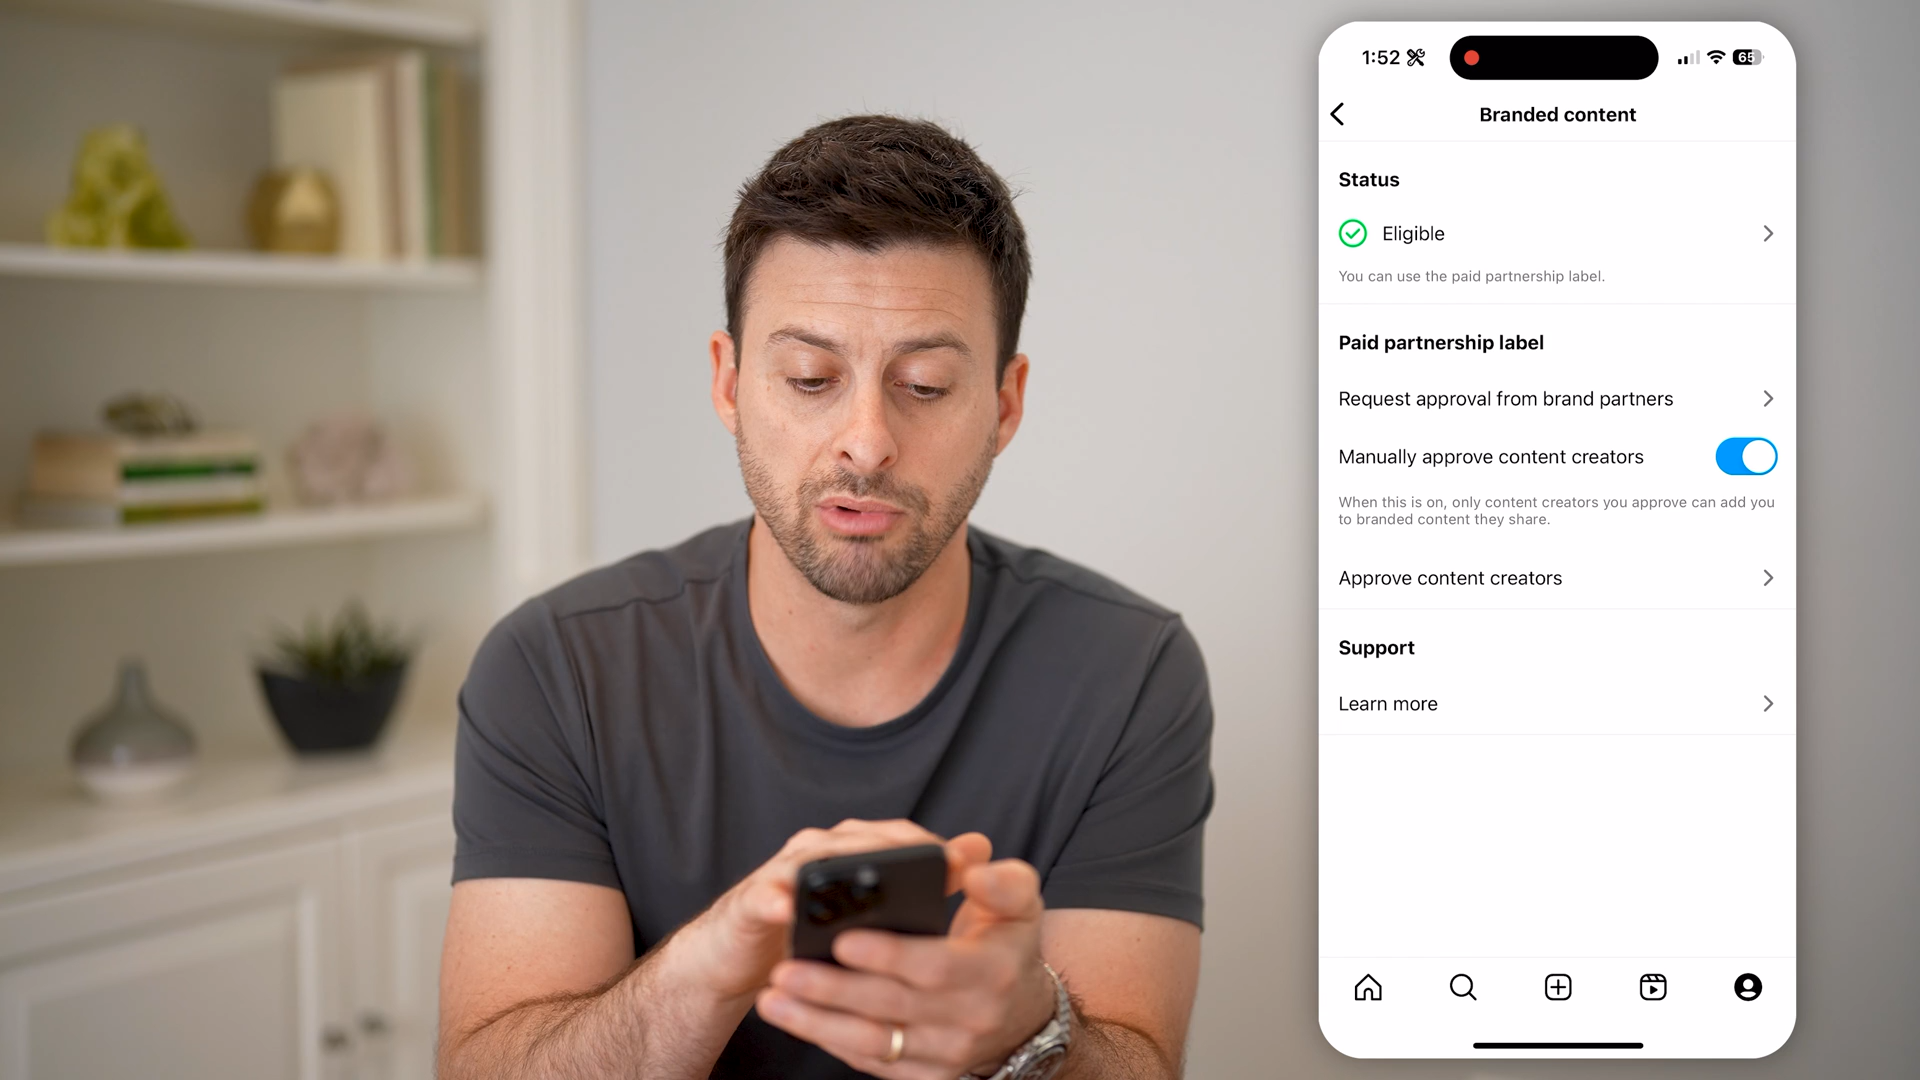 1:52
65
Branded content
Status
Eligible
You can use the paid partnership label.
Paid partnership label
Request approval from brand partners
Manually approve content creators
When this is on, only content creators you approve can add you
to branded content they share.
Approve content creators
Support
Learn more